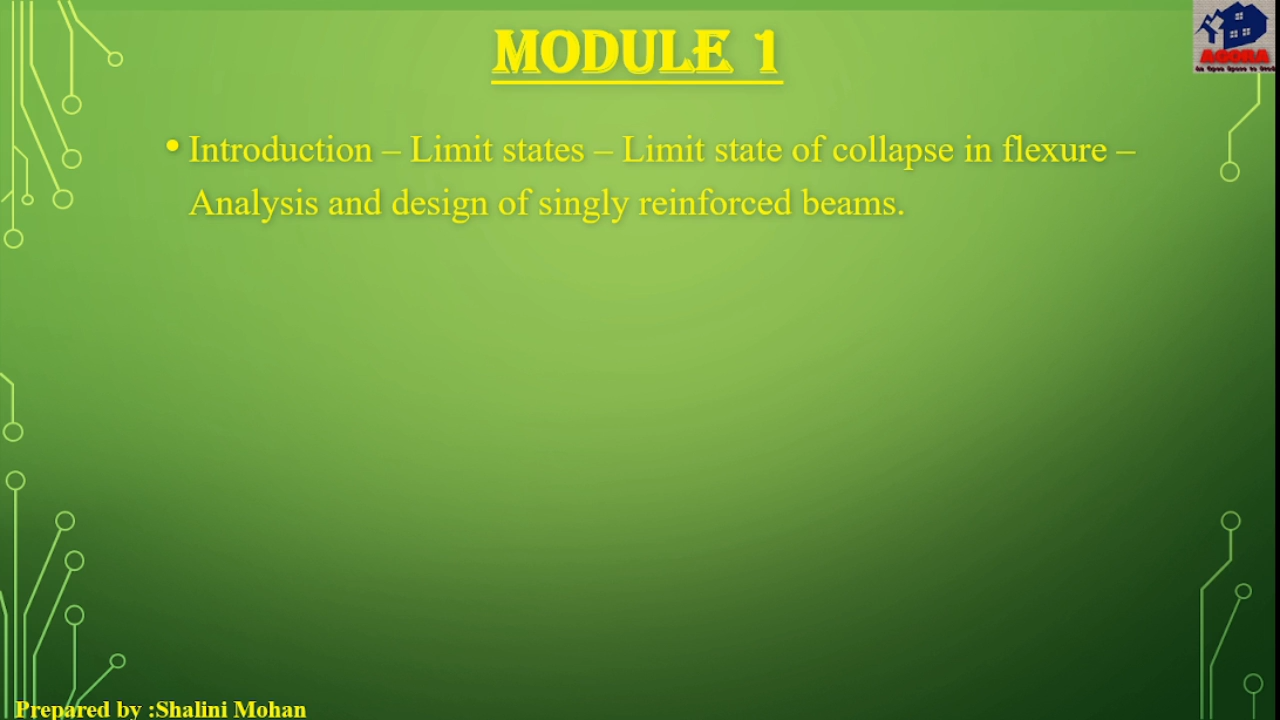 MODULE 1
AGORA
• Introduction – Limit states – Limit state of collapse in flexure –
Analysis and design of singly reinforced beams.
Prepared by :Shalini Mohan